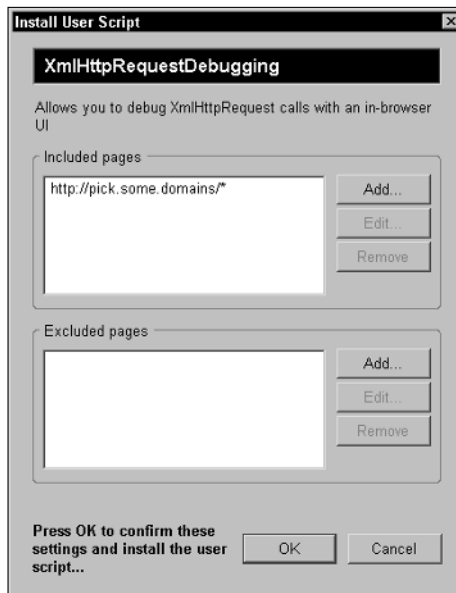 Install User Script
XmlHttpRequestDebugging
Allows you to debug XmlHttpRequest calls with an in-browser
UI
Included pages
http://pick.some.domains/*
Add...
Edit...
Remove
Excluded pages
Add...
Edit...
Remove
Press OK to confirm these
settings and install the user
script...
OK
Cancel